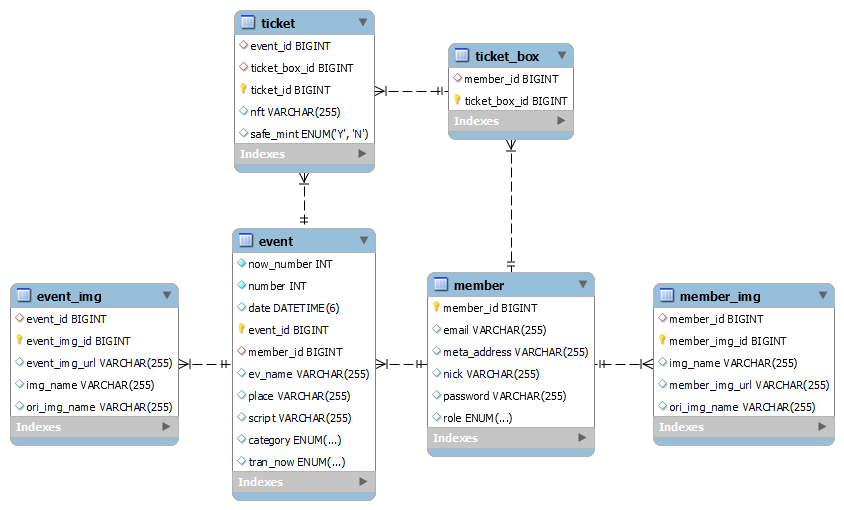 ticket
event_id BIGINT
ticket_box_id BIGINT
ticket_id BIGINT
nft VARCHAR(255)
safe_mint ENUM('Y', 'N')
Indexes
ticket_box
member_id BIGINT
ticket_box_id BIGINT
Indexes
event
now_number INT
number INT
date DATETIME(6)
event_id BIGINT
member_id BIGINT
ev_name VARCHAR(255)
place VARCHAR(255)
script VARCHAR(255)
category ENUM(...)
tran_now ENUM(...)
Indexes
event_img
event_id BIGINT
event_img_id BIGINT
event_img_url VARCHAR(255)
img_name VARCHAR(255)
ori_img_name VARCHAR(255)
Indexes
member
member_id BIGINT
email VARCHAR(255)
meta_address VARCHAR(255)
nick VARCHAR(255)
password VARCHAR(255)
role ENUM(...)
Indexes
member_img
member_id BIGINT
member_img_id BIGINT
img_name VARCHAR(255)
member_img_url VARCHAR(255)
ori_img_name VARCHAR(255)
Indexes